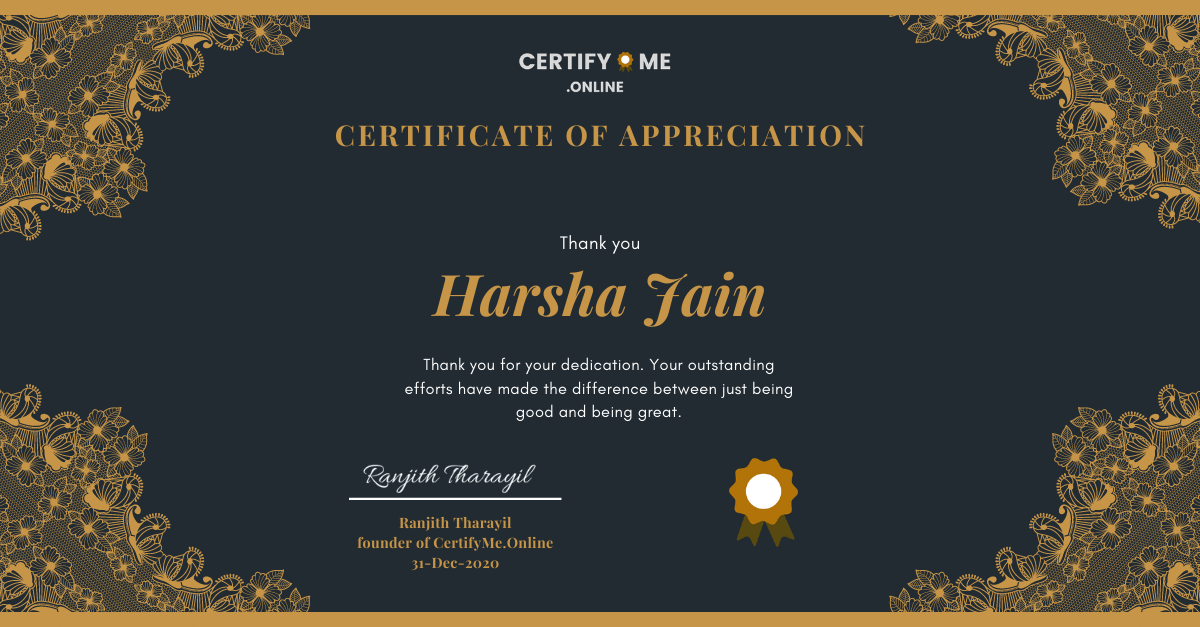 CERTIFY ME
.ONLINE
CERTIFICATE OF APPRECIATION
Thank you
Harsha Jain
Thank you for your dedication. Your outstanding
efforts have made the difference between just being
good and being great.
Ranjith Tharayil
Ranjith Tharayil
founder of CertifyMe.Online
31-Dec-2020